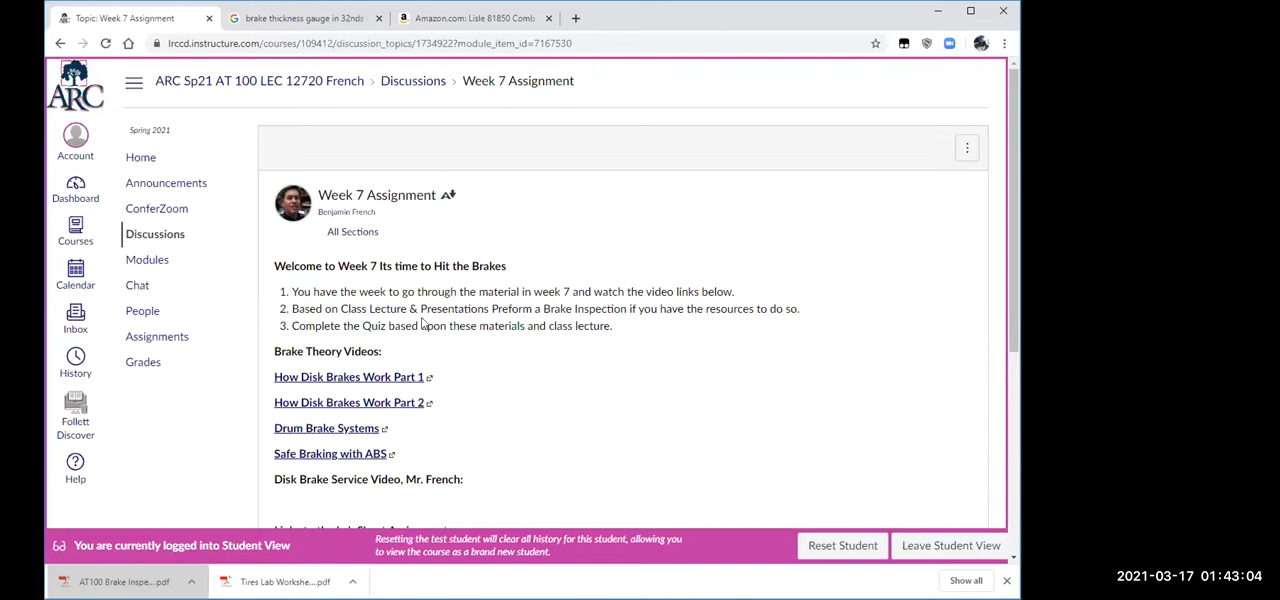 Topic: Week 7 Assignment
brake thickness gauge in 32nds
Amazon.com: Lisle 81850 Comb
lrccd.instructure.com/courses/109412/discussion_topics/1734922?module_item_id=7167530
ARC
ARC Sp21 AT 100 LEC 12720 French › Discussions › Week 7 Assignment
Account
Dashboard
Courses
Calendar
Inbox
History
Follett
Discover
Help
Spring 2021
Home
Announcements
ConferZoom
Discussions
Modules
Chat
People
Assignments
Grades
Week 7 Assignment
Benjamin French
All Sections
Welcome to Week 7 Its time to Hit the Brakes
1. You have the week to go through the material in week 7 and watch the video links below.
2. Based on Class Lecture & Presentations Preform a Brake Inspection if you have the resources to do so.
3. Complete the Quiz based upon these materials and class lecture.
Brake Theory Videos:
How Disk Brakes Work Part 1
How Disk Brakes Work Part 2
Drum Brake Systems
Safe Braking with ABS
Disk Brake Service Video, Mr. French:
You are currently logged into Student View
Resetting the test student will clear all history for this student, allowing you
to view the course as a brand new student.
Reset Student
Leave Student View
AT100 Brake Inspe....pdf
Tires Lab Workshe....pdf
Show all
2021-03-17 01:43:04